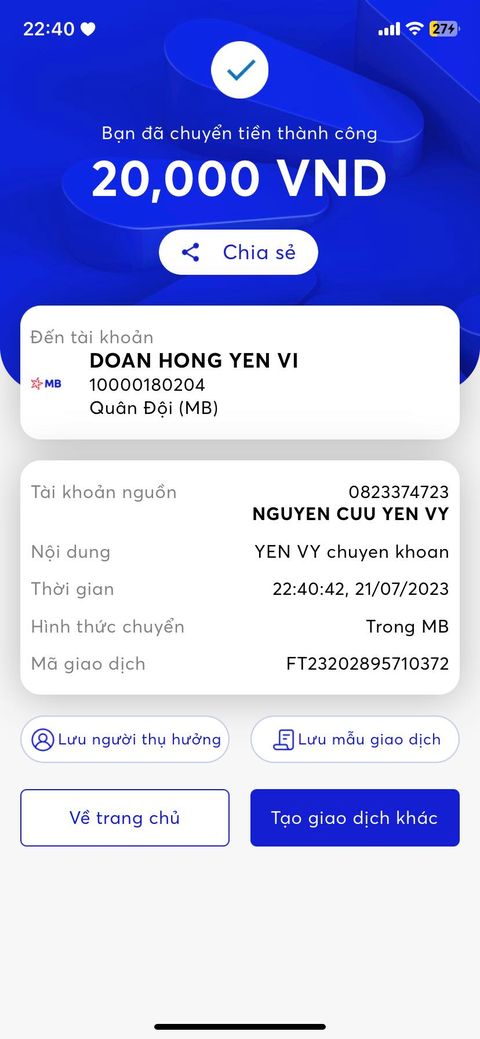 22:40
27
Bạn đã chuyển tiền thành công
20,000 VND
Chia sẻ
Đến tài khoản
DOAN HONG YEN VI
MB
10000180204
Quân Đội (MB)
Tài khoản nguồn
0823374723
NGUYEN CUU YEN VY
Nội dung
YEN VY chuyen khoan
Thời gian
22:40:42, 21/07/2023
Hình thức chuyển
Trong MB
Mã giao dịch
FT23202895710372
Lưu người thụ hưởng
Lưu mẫu giao dịch
Về trang chủ
Tạo giao dịch khác